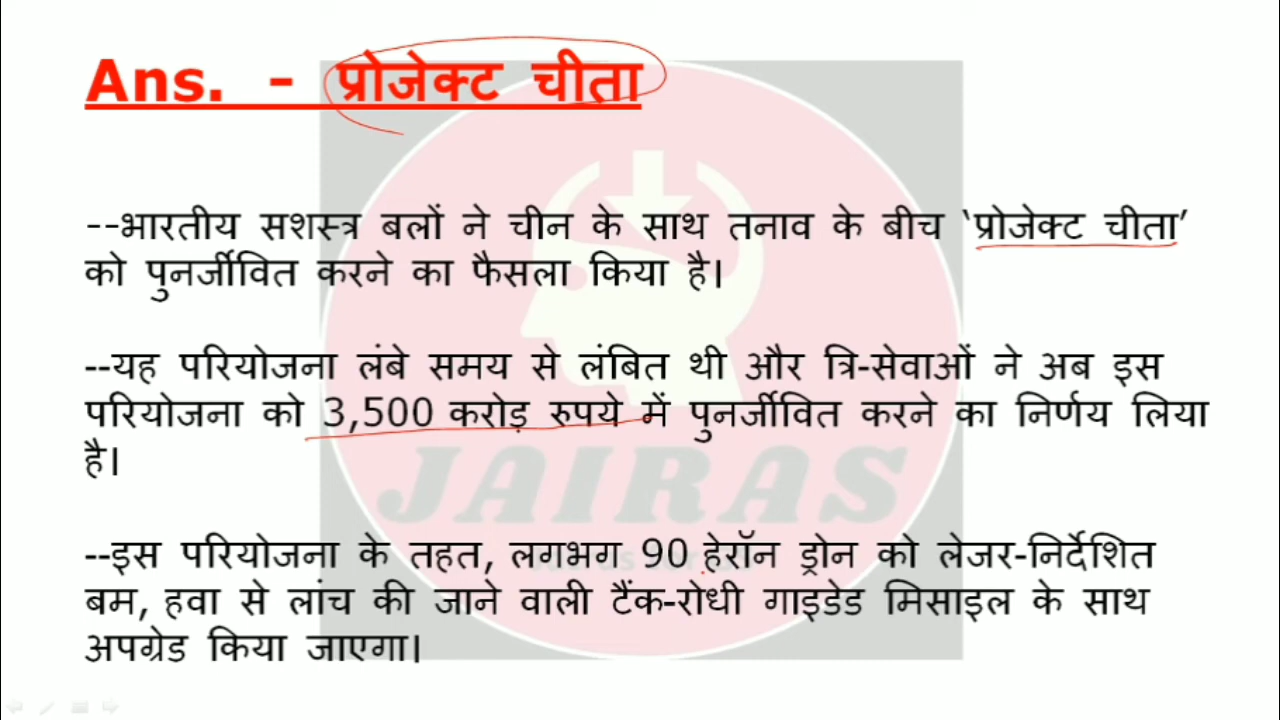 Ans. - प्रोजेक्ट चीता
--भारतीय सशस्त्र बलों ने चीन के साथ तनाव के बीच ‘प्रोजेक्ट चीता’
को पुनर्जीवित करने का फैसला किया है।
--यह परियोजना लंबे समय से लंबित थी और त्रि-सेवाओं ने अब इस
परियोजना को 3,500 करोड़ रुपये में पुनर्जीवित करने का निर्णय लिया
है।
JAIRAS
--इस परियोजना के तहत, लगभग 90 हेरॉन ड्रोन को लेजर-निर्देशित
बम, हवा से लांच की जाने वाली टैंक-रोधी गाइडेड मिसाइल के साथ
अपग्रेड किया जाएगा।